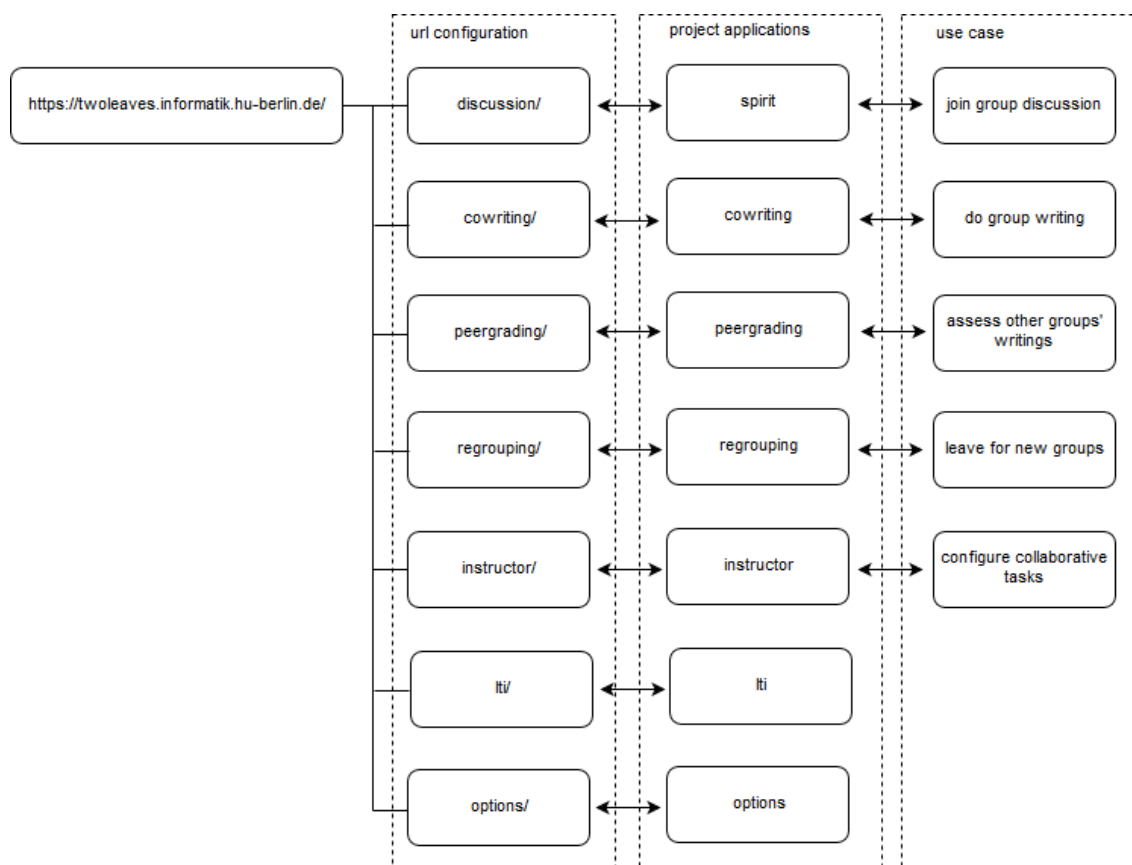 url configuration
project applications
use case
https://twoleaves.informatik.hu-berlin.de/
discussion/
spirit
join group discussion
cowriting/
cowriting
do group writing
peergrading/
peergrading
assess other groups'
writings
regrouping/
regrouping
leave for new groups
instructor/
instructor
configure collaborative
tasks
lti/
lti
options/
options